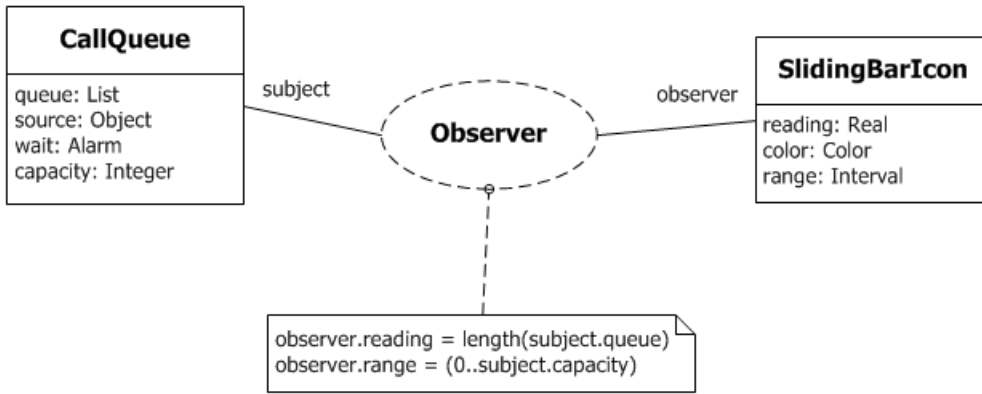 CallQueue
queue: List
source: Object
wait: Alarm
capacity: Integer
subject
Observer
observer
SlidingBarIcon
reading: Real
color: Color
range: Interval
observer.reading = length(subject.queue)
observer.range = (0..subject.capacity)